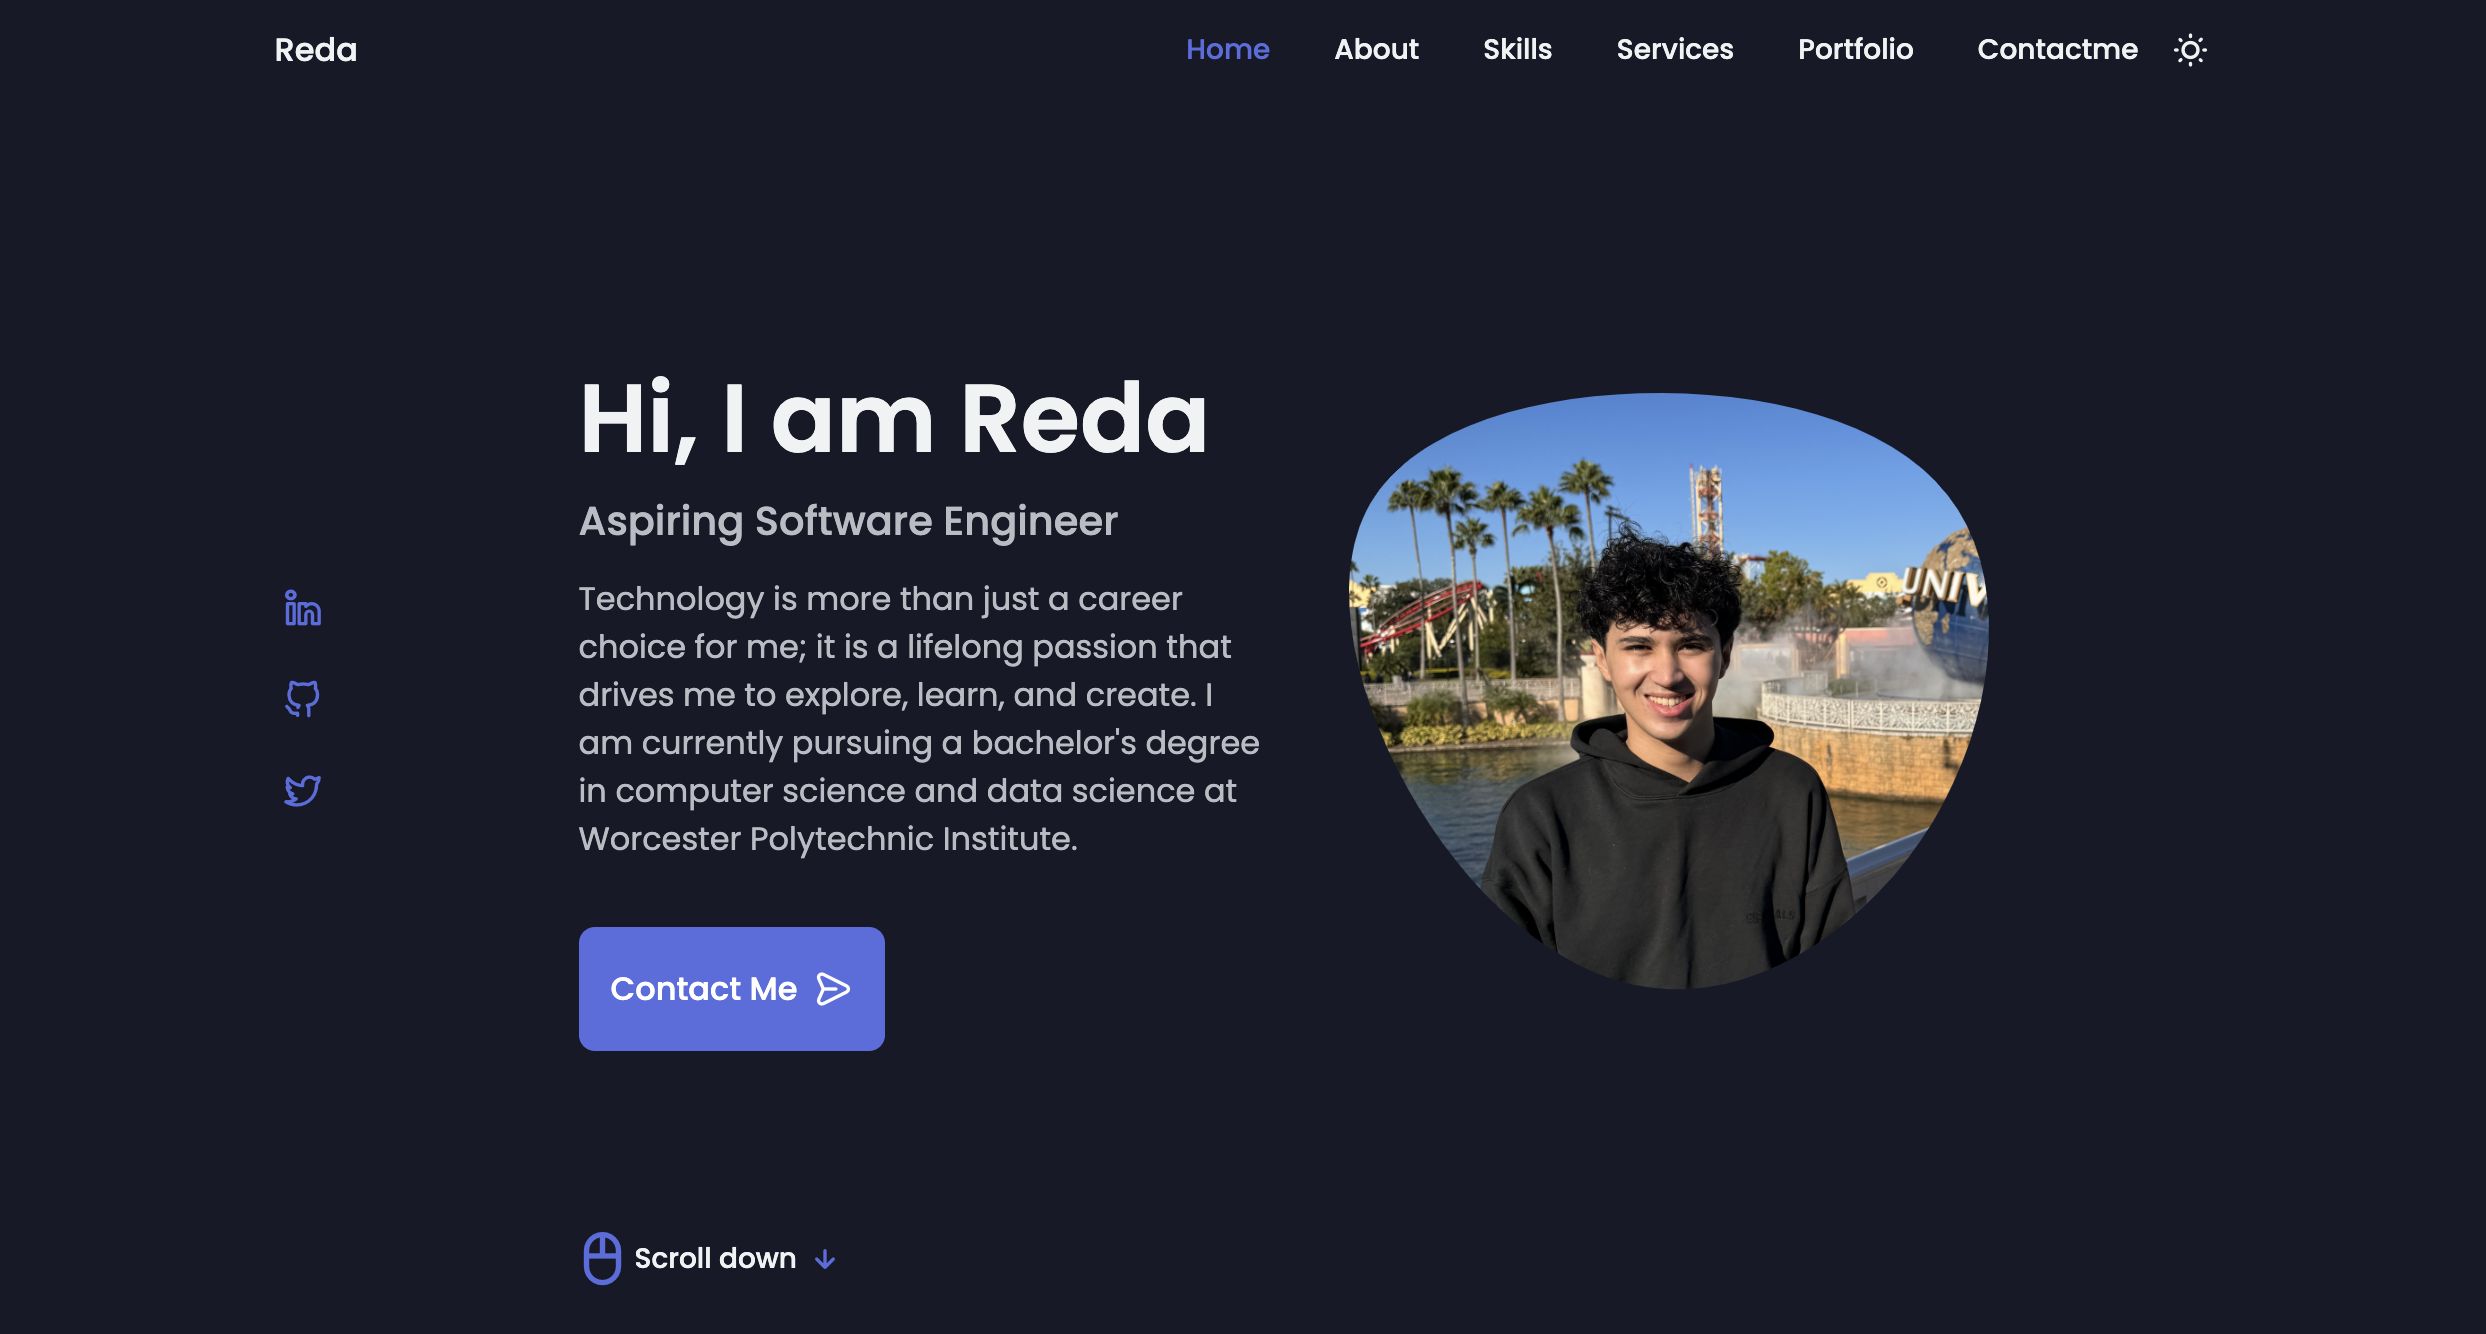 Reda
Home About Skills Services Portfolio Contactme
Hi, I am Reda
Aspiring Software Engineer
Technology is more than just a career
choice for me; it is a lifelong passion that
drives me to explore, learn, and create. I
am currently pursuing a bachelor's degree
in computer science and data science at
Worcester Polytechnic Institute.
in
UNIV
Contact Me
Scroll down